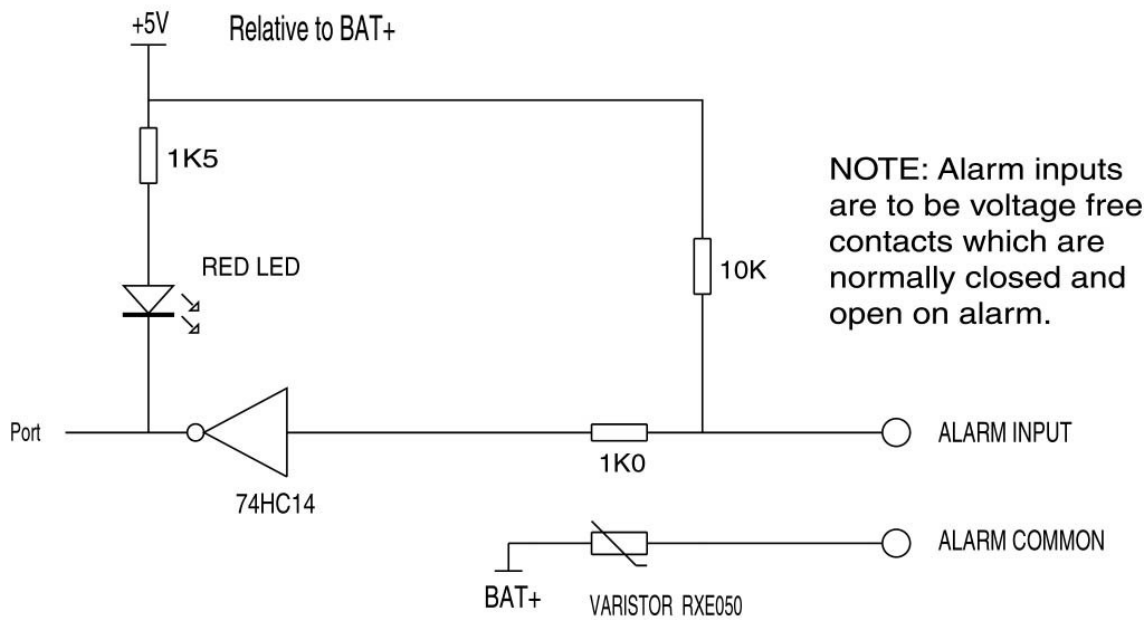 +5V
Relative to BAT+
1K5
RED LED
10K
NOTE: Alarm inputs
are to be voltage free
contacts which are
normally closed and
open on alarm.
Port
74HC14
1K0
ALARM INPUT
ALARM COMMON
BAT+
VARISTOR RXE050